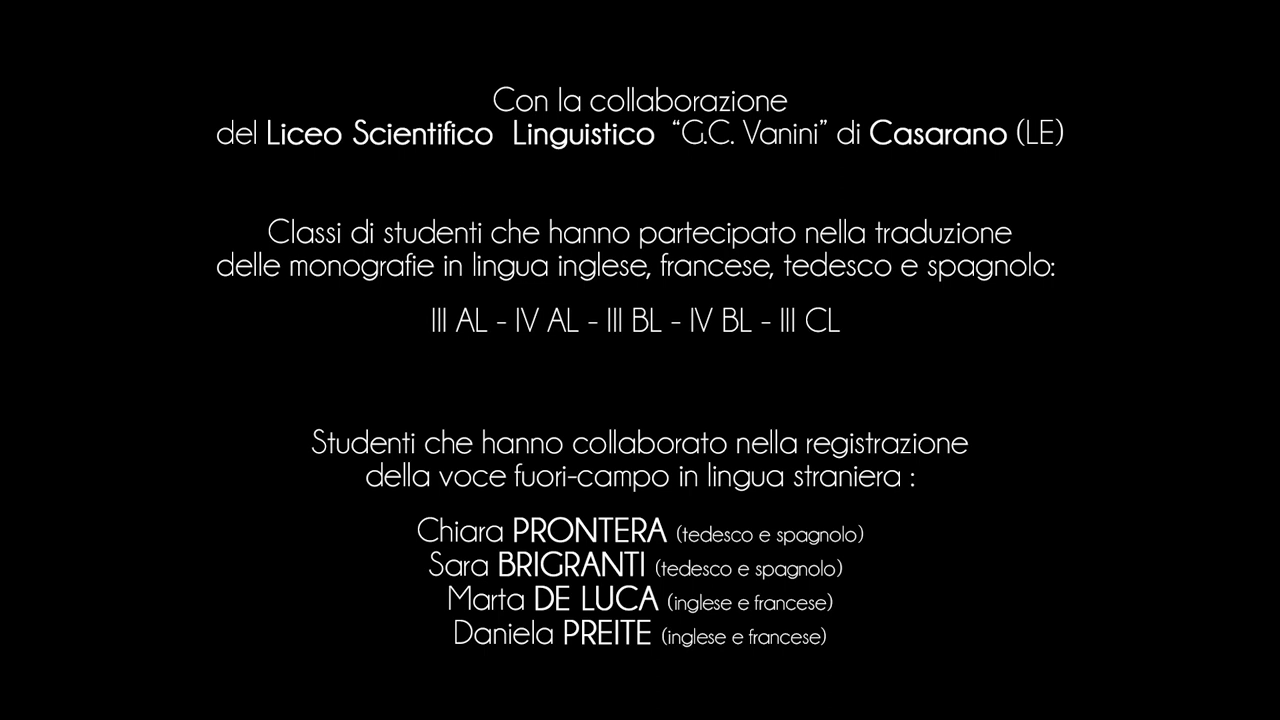 Con la collaborazione
del Liceo Scientifico Linguistico “G.C. Vanini” di Casarano (LE)
Classi di studenti che hanno partecipato nella traduzione
delle monografie in lingua inglese, francese, tedesco e spagnolo:
III AL - IV AL - III BL - IV BL - III CL
Studenti che hanno collaborato nella registrazione
della voce fuori-campo in lingua straniera :
Chiara PRONTERA (tedesco e spagnolo)
Sara BRIGRANTI (tedesco e spagnolo)
Marta DE LUCA (inglese e francese)
Daniela PREITE (inglese e francese)